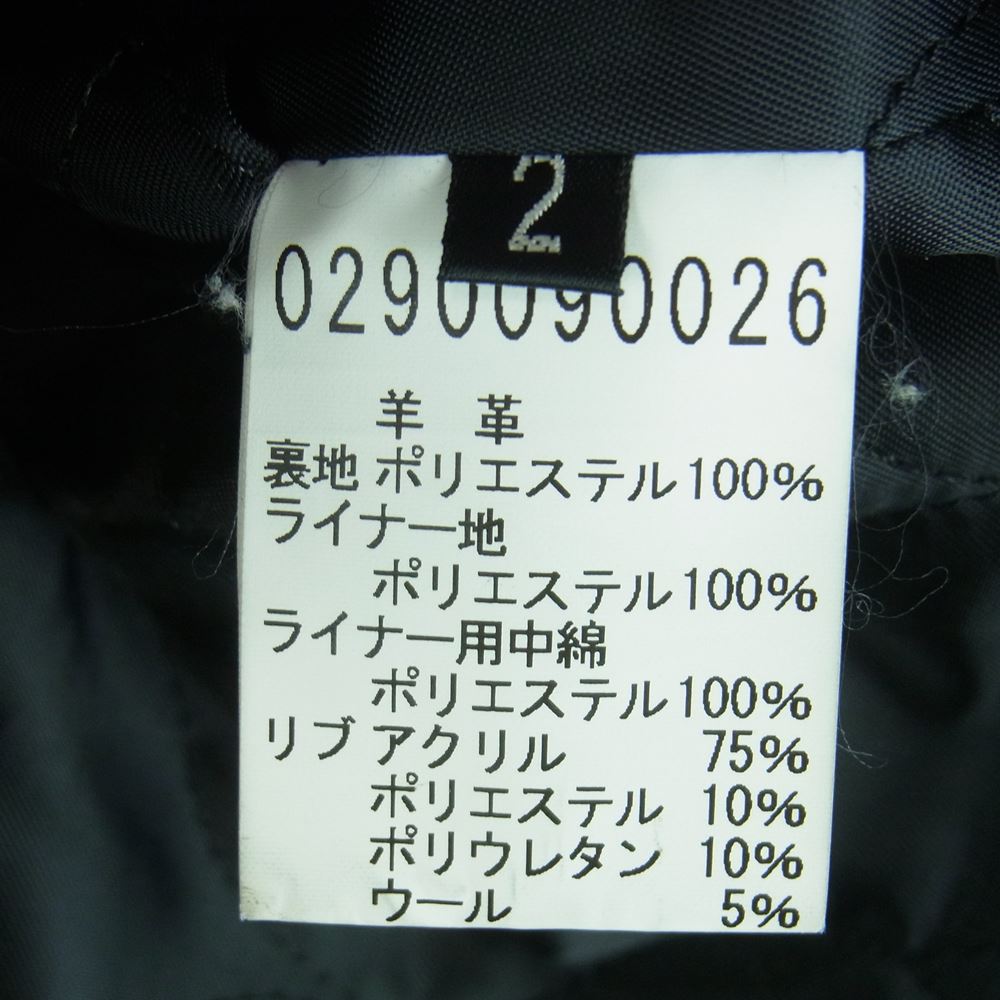 2
0290090026
羊 革
裏地 ポリエステル100%
ライナー地
ポリエステル100%
ライナー用中綿
ポリエステル100%
リブ アクリル 75%
ポリエステル 10%
ポリウレタン 10%
ウール 5%